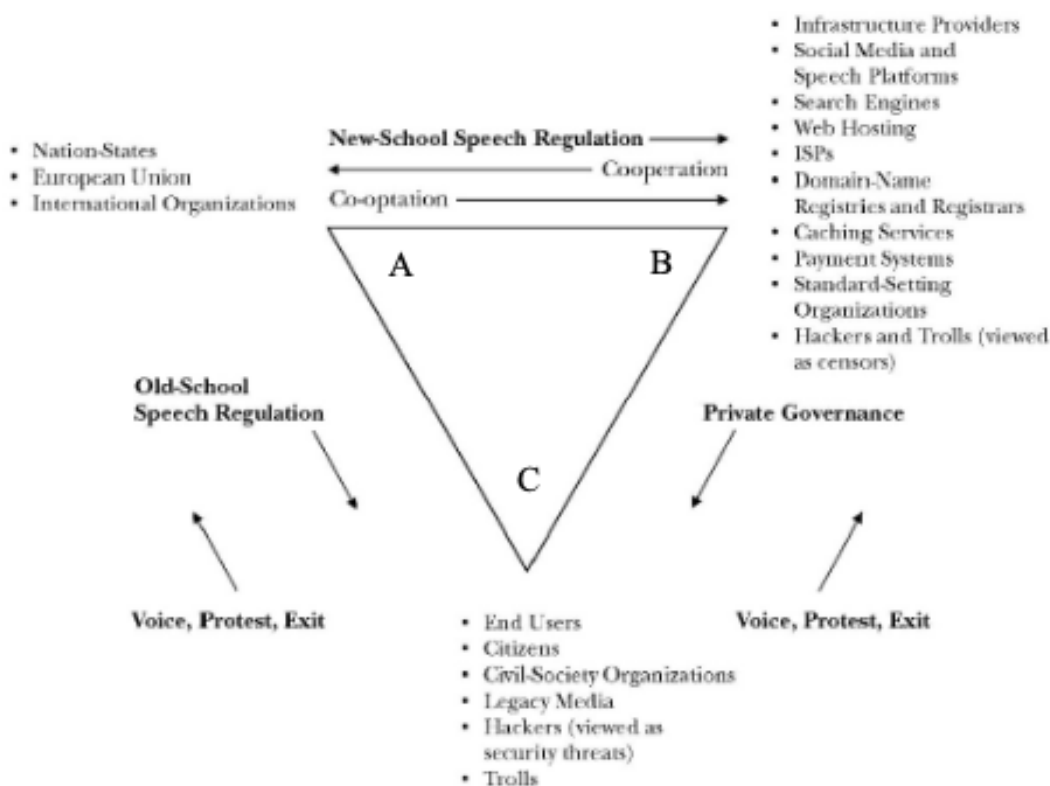 • Infrastructure Providers
• Social Media and
Speech Platforms
• Search Engines
• Web Hosting
• ISPs
• Domain-Name
Registries and Registrars
• Caching Services
• Payment Systems
• Standard-Setting
Organizations
• Hackers and Trolls (viewed
as censors)
• Nation-States
• European Union
• International Organizations
New-School Speech Regulation
Cooperation
Co-optation
A
B
C
Old-School
Speech Regulation
Private Governance
Voice, Protest, Exit
Voice, Protest, Exit
• End Users
• Citizens
• Civil-Society Organizations
• Legacy Media
• Hackers (viewed as
security threats)
• Trolls